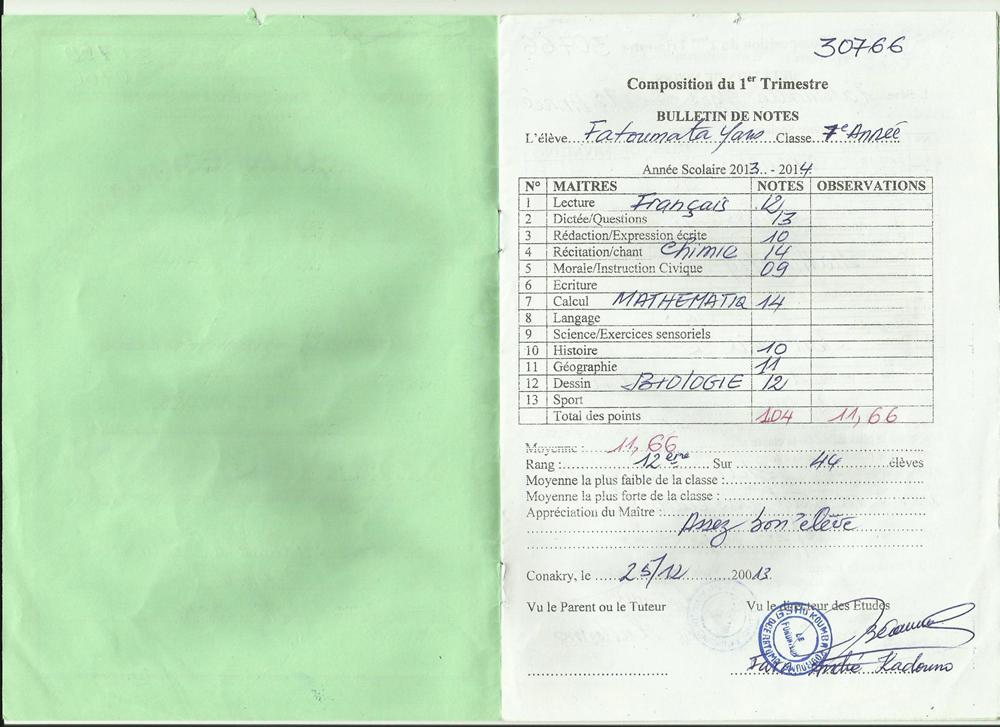 30766
Composition du 1er Trimestre
BULLETIN DE NOTES
L'élève....Fatoumata Yans...Classe..7e Année
Année Scolaire 2013.. - 2014.
N° MAITRES NOTES OBSERVATIONS
1 Lecture Français 12
2 Dictée/Questions 13
3 Rédaction/Expression écrite 10
4 Récitation/chant Chimie 14
5 Morale/Instruction Civique 09
6 Ecriture
7 Calcul MATHEMATIQ 14
8 Langage
9 Science/Exercices sensoriels
10 Histoire 10
11 Géographie 11
12 Dessin BIOLOGIE 12
13 Sport
Total des points 104 11,66
Moyenne : 11,66
Rang :..........12ème... Sur ..........44..........élèves
Moyenne la plus faible de la classe :
Moyenne la plus forte de la classe :
Appréciation du Maître :
Assez bon élève
Conakry, le .....25/12..........20013.
Vu le Parent ou le Tuteur Vu le directeur des Etudes
André Kadouno